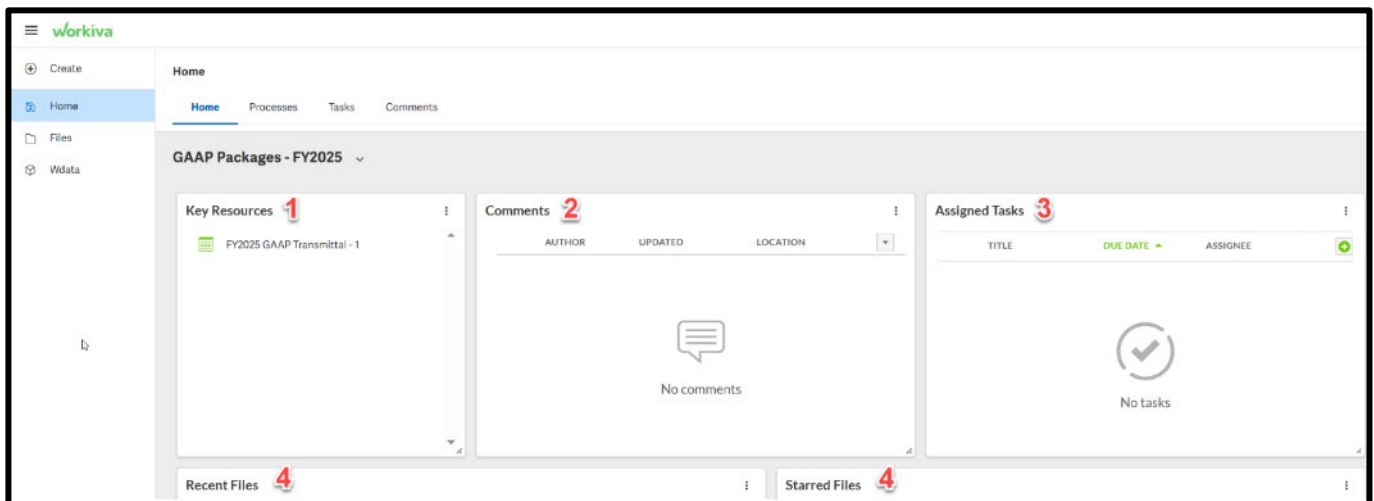 workiva
Create
Home
Files
Wdata
Home
Home Processes Tasks Comments
GAAP Packages - FY2025
Key Resources 1
FY2025 GAAP Transmittal - 1
Comments 2
AUTHOR UPDATED LOCATION
No comments
Assigned Tasks 3
TITLE DUE DATE ASSIGNEE
No tasks
Recent Files 4
Starred Files 4